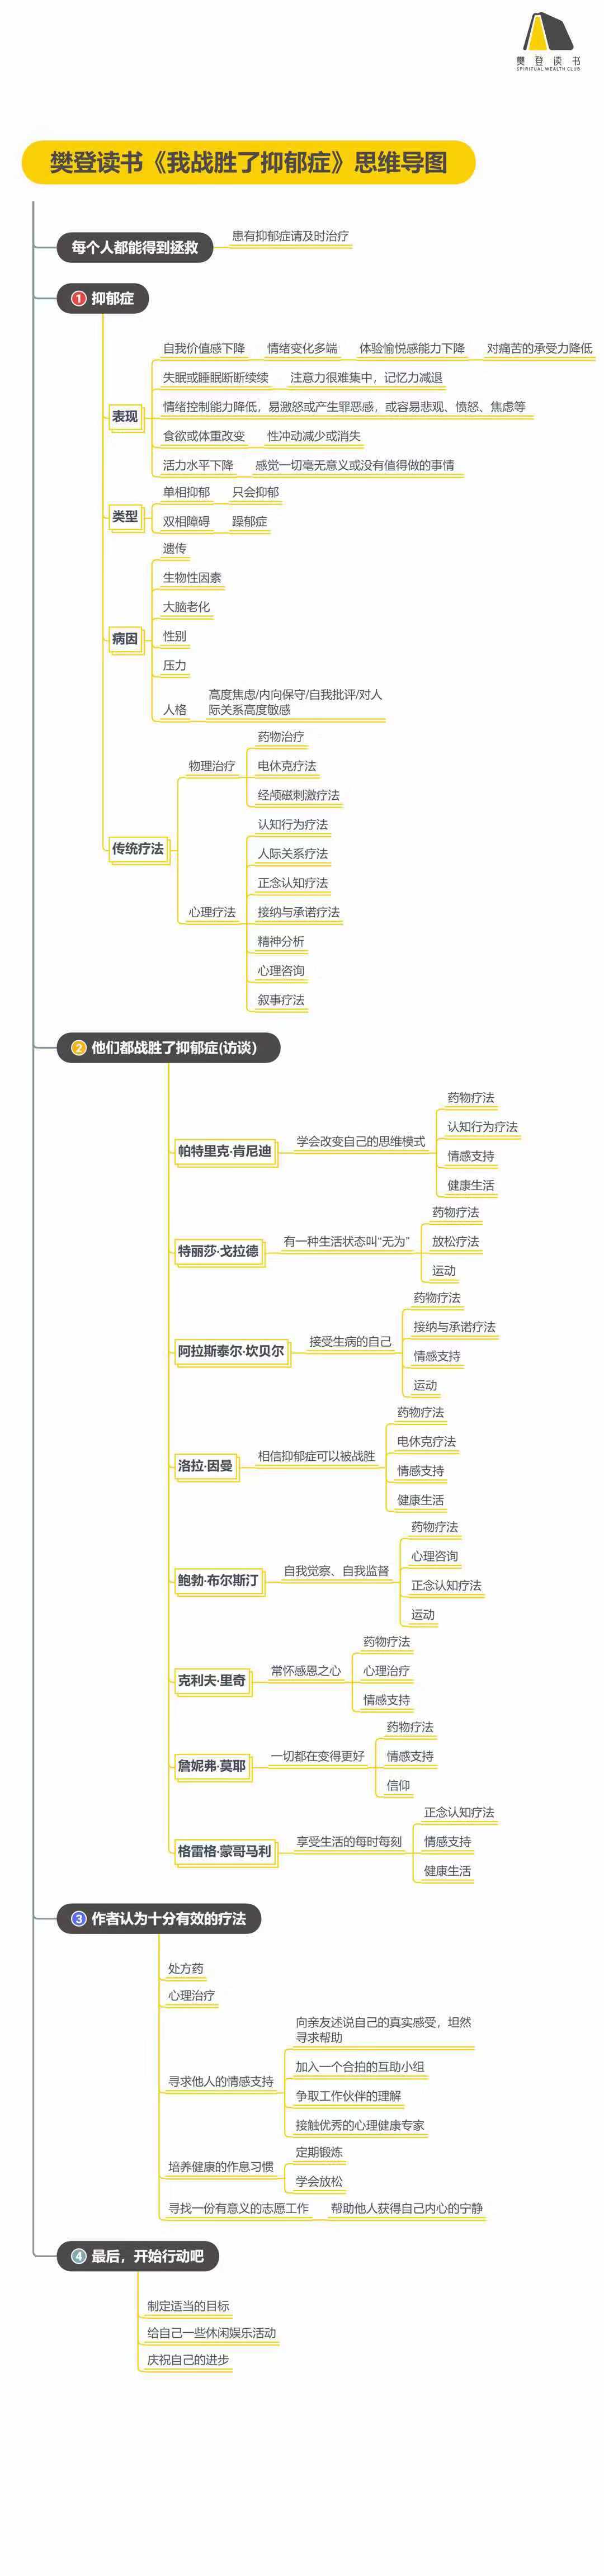 樊登读书
SPIRITUAL WEALTH CLUB
樊登读书《我战胜了抑郁症》思维导图
每个人都能得到拯救
患有抑郁症请及时治疗
1 抑郁症
表现
自我价值感下降 情绪变化多端 体验愉悦感能力下降 对痛苦的承受力降低
失眠或睡眠断断续续 注意力很难集中，记忆力减退
情绪控制能力降低，易激怒或产生罪恶感，或容易悲观、愤怒、焦虑等
食欲或体重改变 性冲动减少或消失
活力水平下降 感觉一切毫无意义或没有值得做的事情
类型
单相抑郁 只会抑郁
双相障碍 躁郁症
病因
遗传
生物性因素
大脑老化
性别
压力
人格
高度焦虑/内向保守/自我批评/对人
际关系高度敏感
传统疗法
物理治疗
药物治疗
电休克疗法
经颅磁刺激疗法
心理疗法
认知行为疗法
人际关系疗法
正念认知疗法
接纳与承诺疗法
精神分析
心理咨询
叙事疗法
2 他们都战胜了抑郁症(访谈)
帕特里克·肯尼迪
学会改变自己的思维模式
药物疗法
认知行为疗法
情感支持
健康生活
特丽莎·戈拉德
有一种生活状态叫“无为”
药物疗法
放松疗法
运动
阿拉斯泰尔·坎贝尔
接受生病的自己
药物疗法
接纳与承诺疗法
情感支持
运动
洛拉·因曼
相信抑郁症可以被战胜
药物疗法
电休克疗法
情感支持
健康生活
鲍勃·布尔斯汀
自我觉察、自我监督
药物疗法
心理咨询
正念认知疗法
运动
克利夫·里奇
常怀感恩之心
药物疗法
心理治疗
情感支持
詹妮弗·莫耶
一切都在变得更好
药物疗法
情感支持
信仰
格雷格·蒙哥马利
享受生活的每时每刻
正念认知疗法
情感支持
健康生活
3 作者认为十分有效的疗法
处方药
心理治疗
寻求他人的情感支持
向亲友述说自己的真实感受，坦然
寻求帮助
加入一个合拍的互助小组
争取工作伙伴的理解
接触优秀的心理健康专家
培养健康的作息习惯
定期锻炼
学会放松
寻找一份有意义的志愿工作 帮助他人获得自己内心的宁静
4 最后，开始行动吧
制定适当的目标
给自己一些休闲娱乐活动
庆祝自己的进步